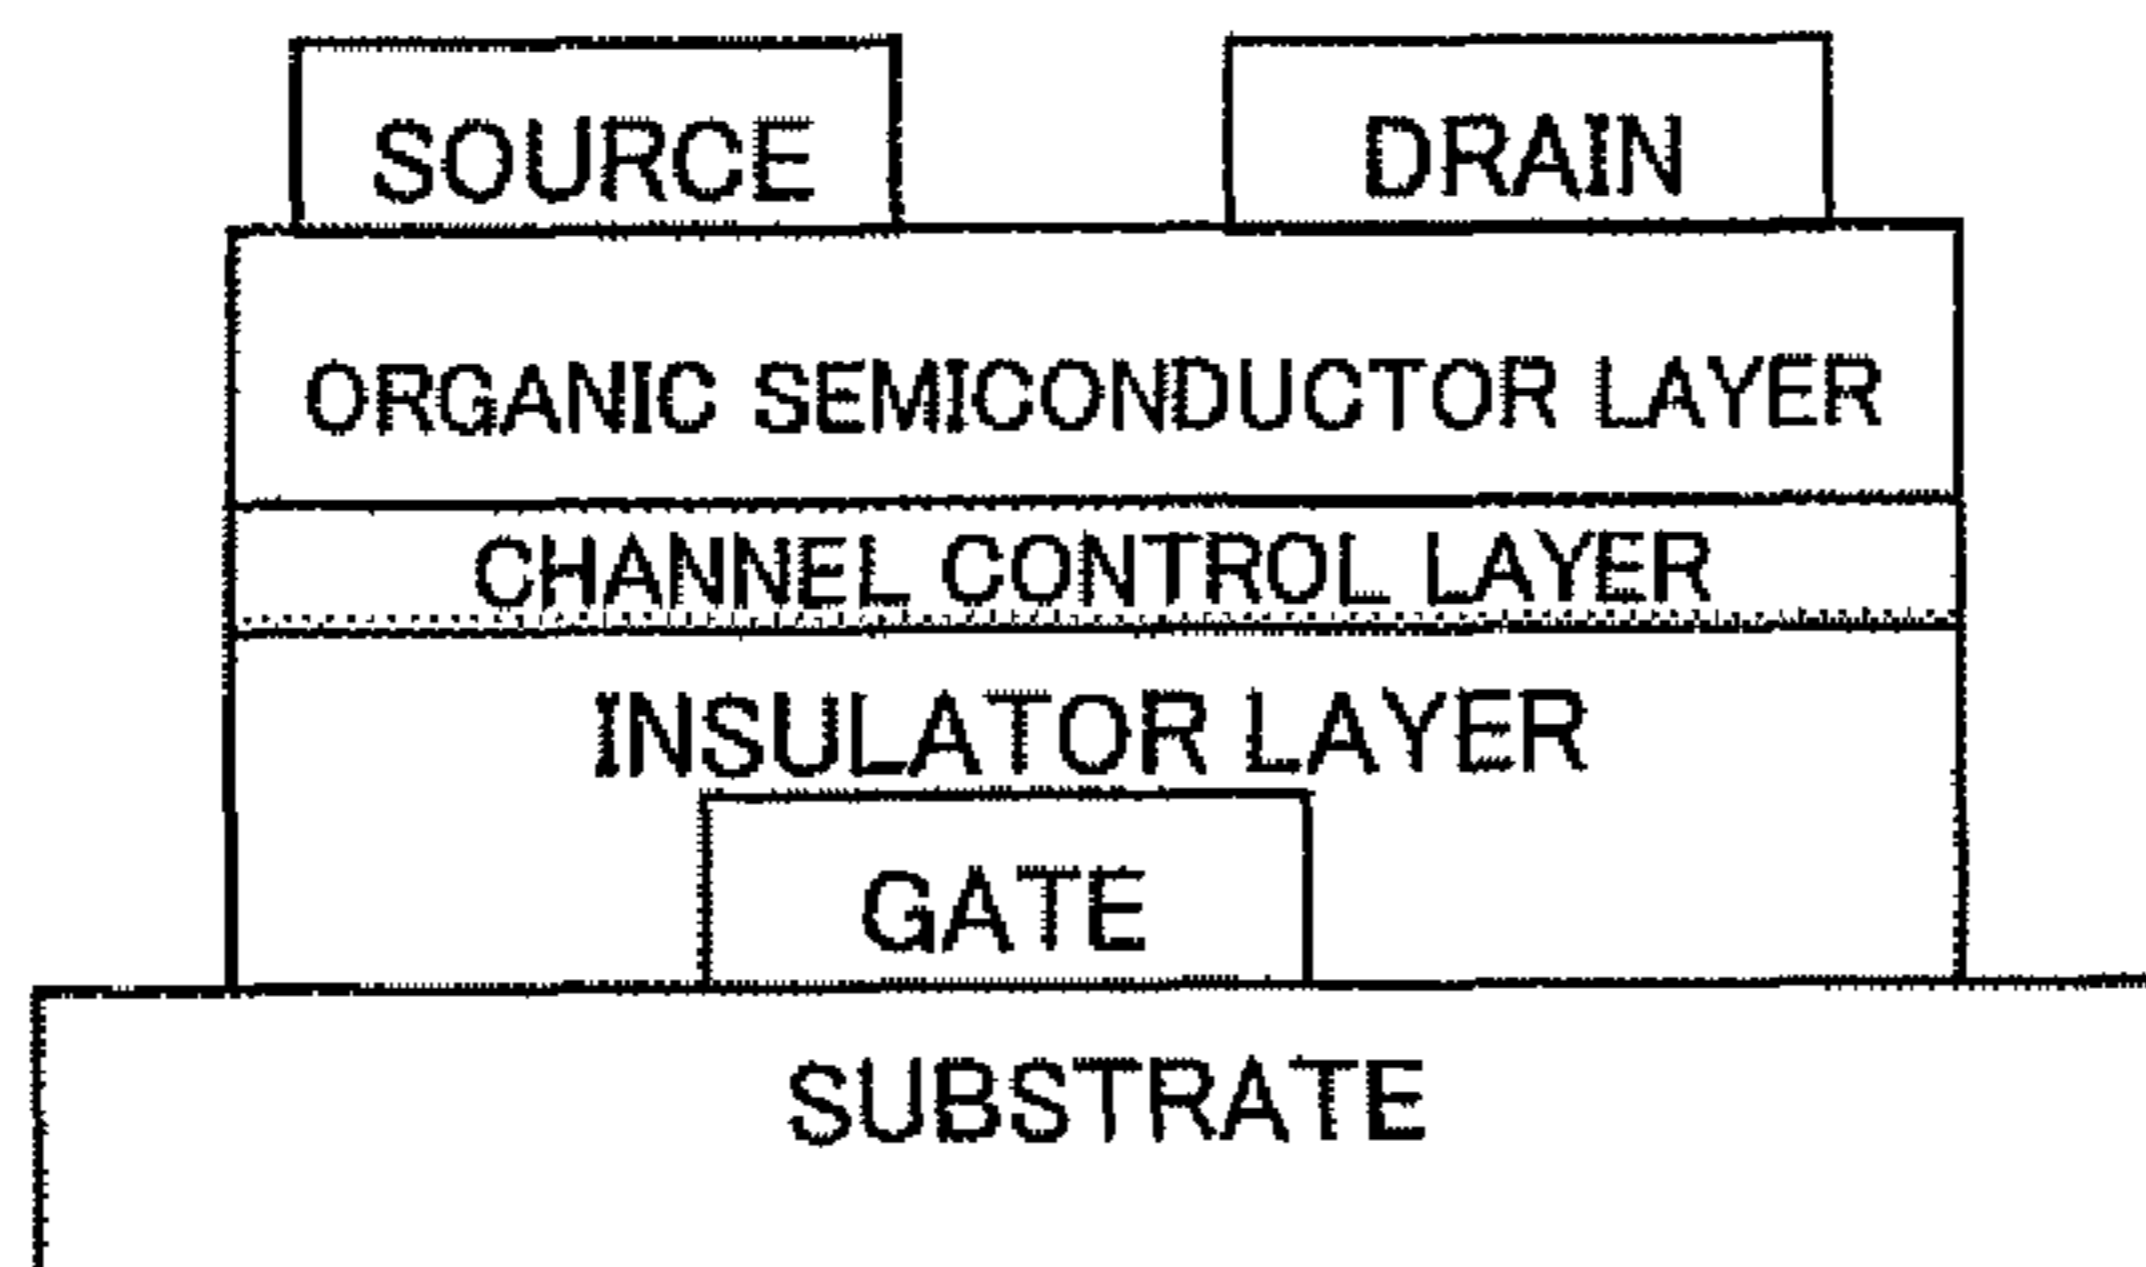 SOURCE DRAIN
ORGANIC SEMICONDUCTOR LAYER
CHANNEL CONTROL LAYER
INSULATOR LAYER
GATE
SUBSTRATE